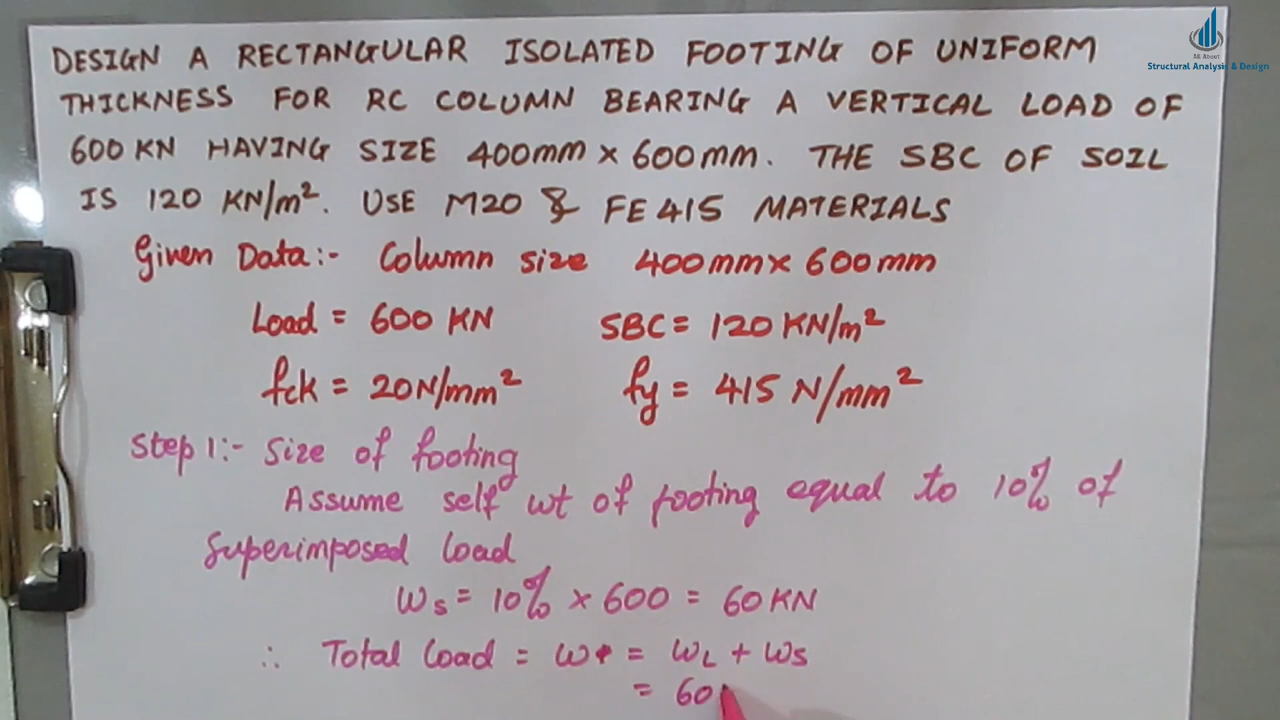 All About
Structural Analysis & Design
DESIGN A RECTANGULAR ISOLATED FOOTING OF UNIFORM
THICKNESS FOR RC COLUMN BEARING A VERTICAL LOAD OF
600 KN HAVING SIZE 400mm x 600mm. THE SBC OF SOIL
IS 120 KN/m². USE M20 & FE 415 MATERIALS
Given Data:- Column size 400mm x 600mm
Load = 600 KN SBC = 120 KN/m²
fck = 20N/mm² fy = 415 N/mm²
Step 1:- Size of footing
Assume self wt of footing equal to 10% of
Superimposed load
Ws = 10% x 600 = 60 KN
∴ Total load = W = WL + Ws
= 60